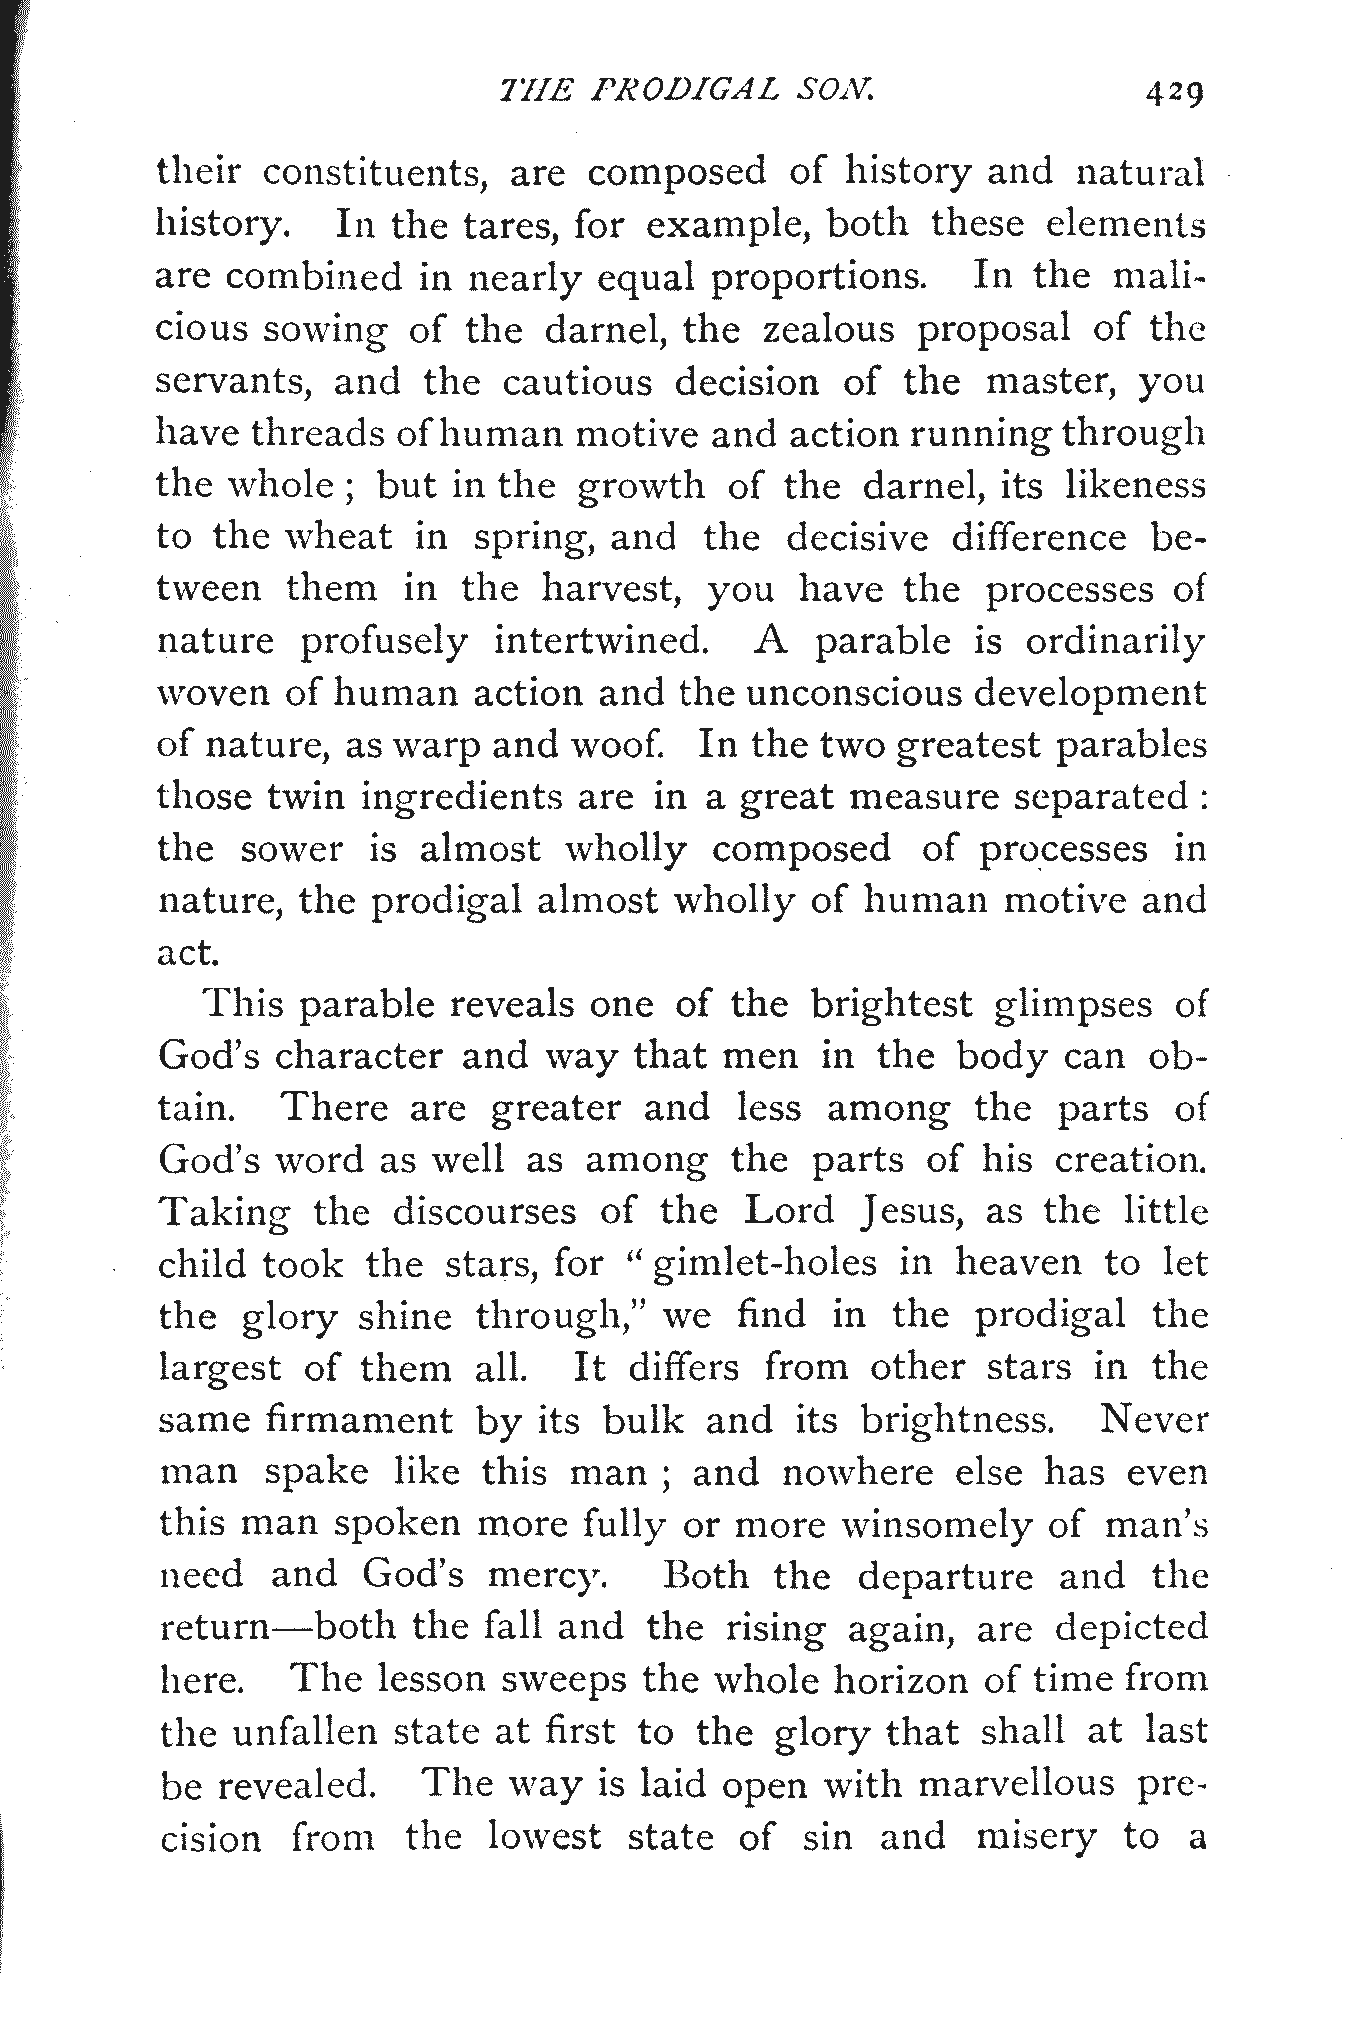 THE PRODIGAL SON. 429
their constituents, are composed of history and natural
history. In the tares, for example, both these elements
are combined in nearly equal proportions. In the mali-
cious sowing of the darnel, the zealous proposal of the
servants, and the cautious decision of the master, you
have threads of human motive and action running through
the whole ; but in the growth of the darnel, its likeness
to the wheat in spring, and the decisive difference be-
tween them in the harvest, you have the processes of
nature profusely intertwined. A parable is ordinarily
woven of human action and the unconscious development
of nature, as warp and woof. In the two greatest parables
those twin ingredients are in a great measure separated :
the sower is almost wholly composed of processes in
nature, the prodigal almost wholly of human motive and
act.
This parable reveals one of the brightest glimpses of
God's character and way that men in the body can ob-
tain. There are greater and less among the parts of
God's word as well as among the parts of his creation.
Taking the discourses of the Lord Jesus, as the little
child took the stars, for “ gimlet-holes in heaven to let
the glory shine through,” we find in the prodigal the
largest of them all. It differs from other stars in the
same firmament by its bulk and its brightness. Never
man spake like this man ; and nowhere else has even
this man spoken more fully or more winsomely of man's
need and God's mercy. Both the departure and the
return—both the fall and the rising again, are depicted
here. The lesson sweeps the whole horizon of time from
the unfallen state at first to the glory that shall at last
be revealed. The way is laid open with marvellous pre-
cision from the lowest state of sin and misery to a